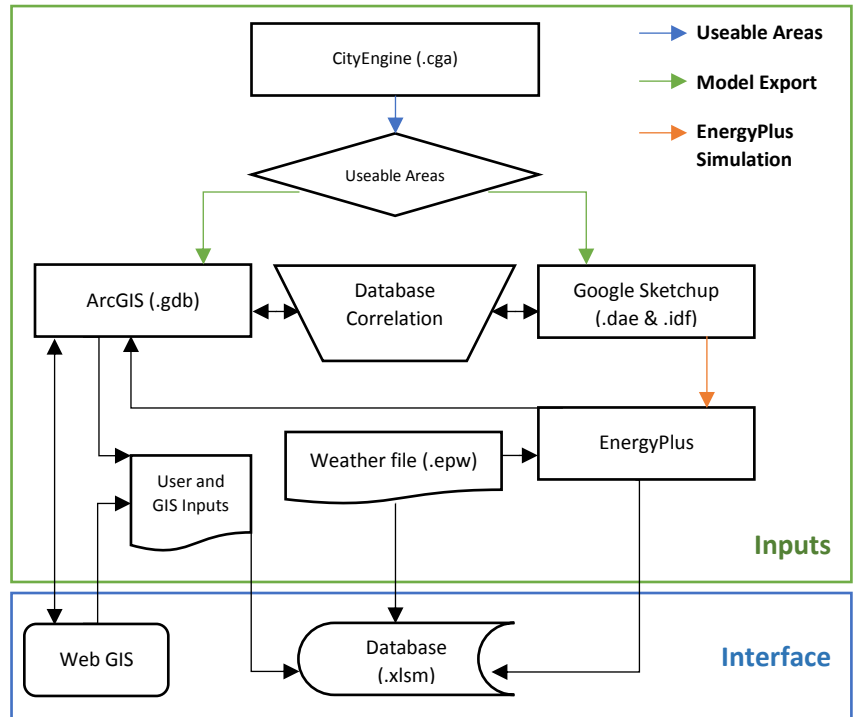 CityEngine (.cga)
Useable Areas
Model Export
EnergyPlus
Simulation
Useable Areas
ArcGIS (.gdb)
Database
Correlation
Google Sketchup
(.dae & .idf)
EnergyPlus
Weather file (.epw)
User and
GIS Inputs
Inputs
Web GIS
Database
(.xlsm)
Interface